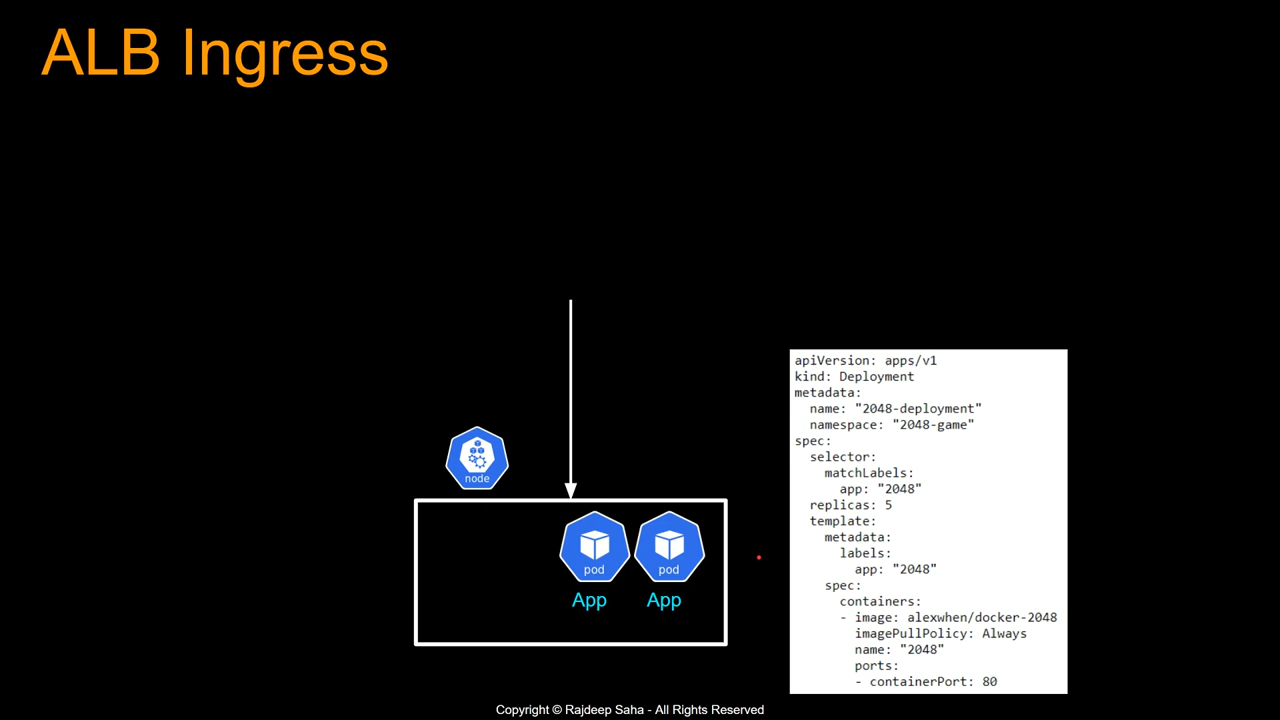 ALB Ingress
node
pod pod
App App
apiVersion: apps/v1
kind: Deployment
metadata:
  name: "2048-deployment"
  namespace: "2048-game"
spec:
  selector:
    matchLabels:
      app: "2048"
  replicas: 5
  template:
    metadata:
      labels:
        app: "2048"
    spec:
      containers:
      - image: alexwhen/docker-2048
        imagePullPolicy: Always
        name: "2048"
        ports:
        - containerPort: 80
Copyright © Rajdeep Saha - All Rights Reserved